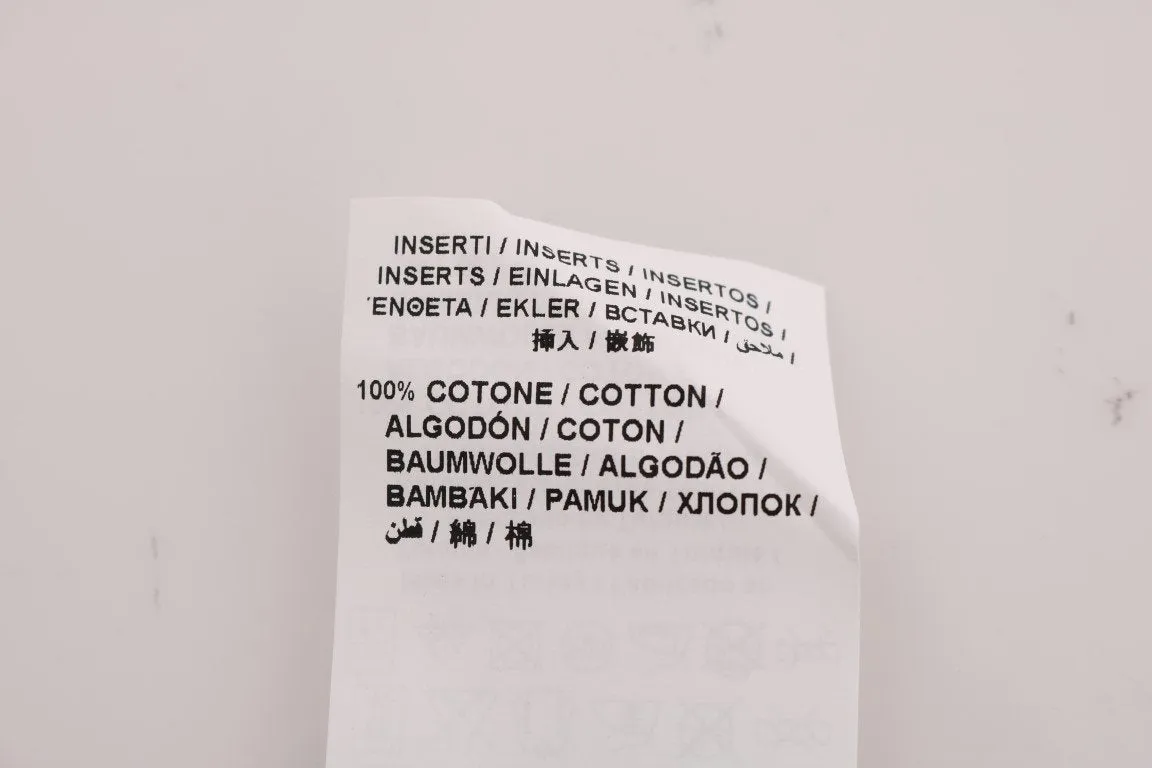 INSERTI / INSERTS / INSERTOS /
INSERTS / EINLAGEN / INSERTOS /
ΈΝΘΕΤΑ / EKLER / ВСТАВКИ / ملاحق /
挿入 / 嵌飾
100% COTONE / COTTON /
ALGODÓN / COTON /
BAUMWOLLE / ALGODÃO /
ΒΑΜΒΆΚΙ / PAMUK / ХЛОПОК /
قطن / 綿 / 棉